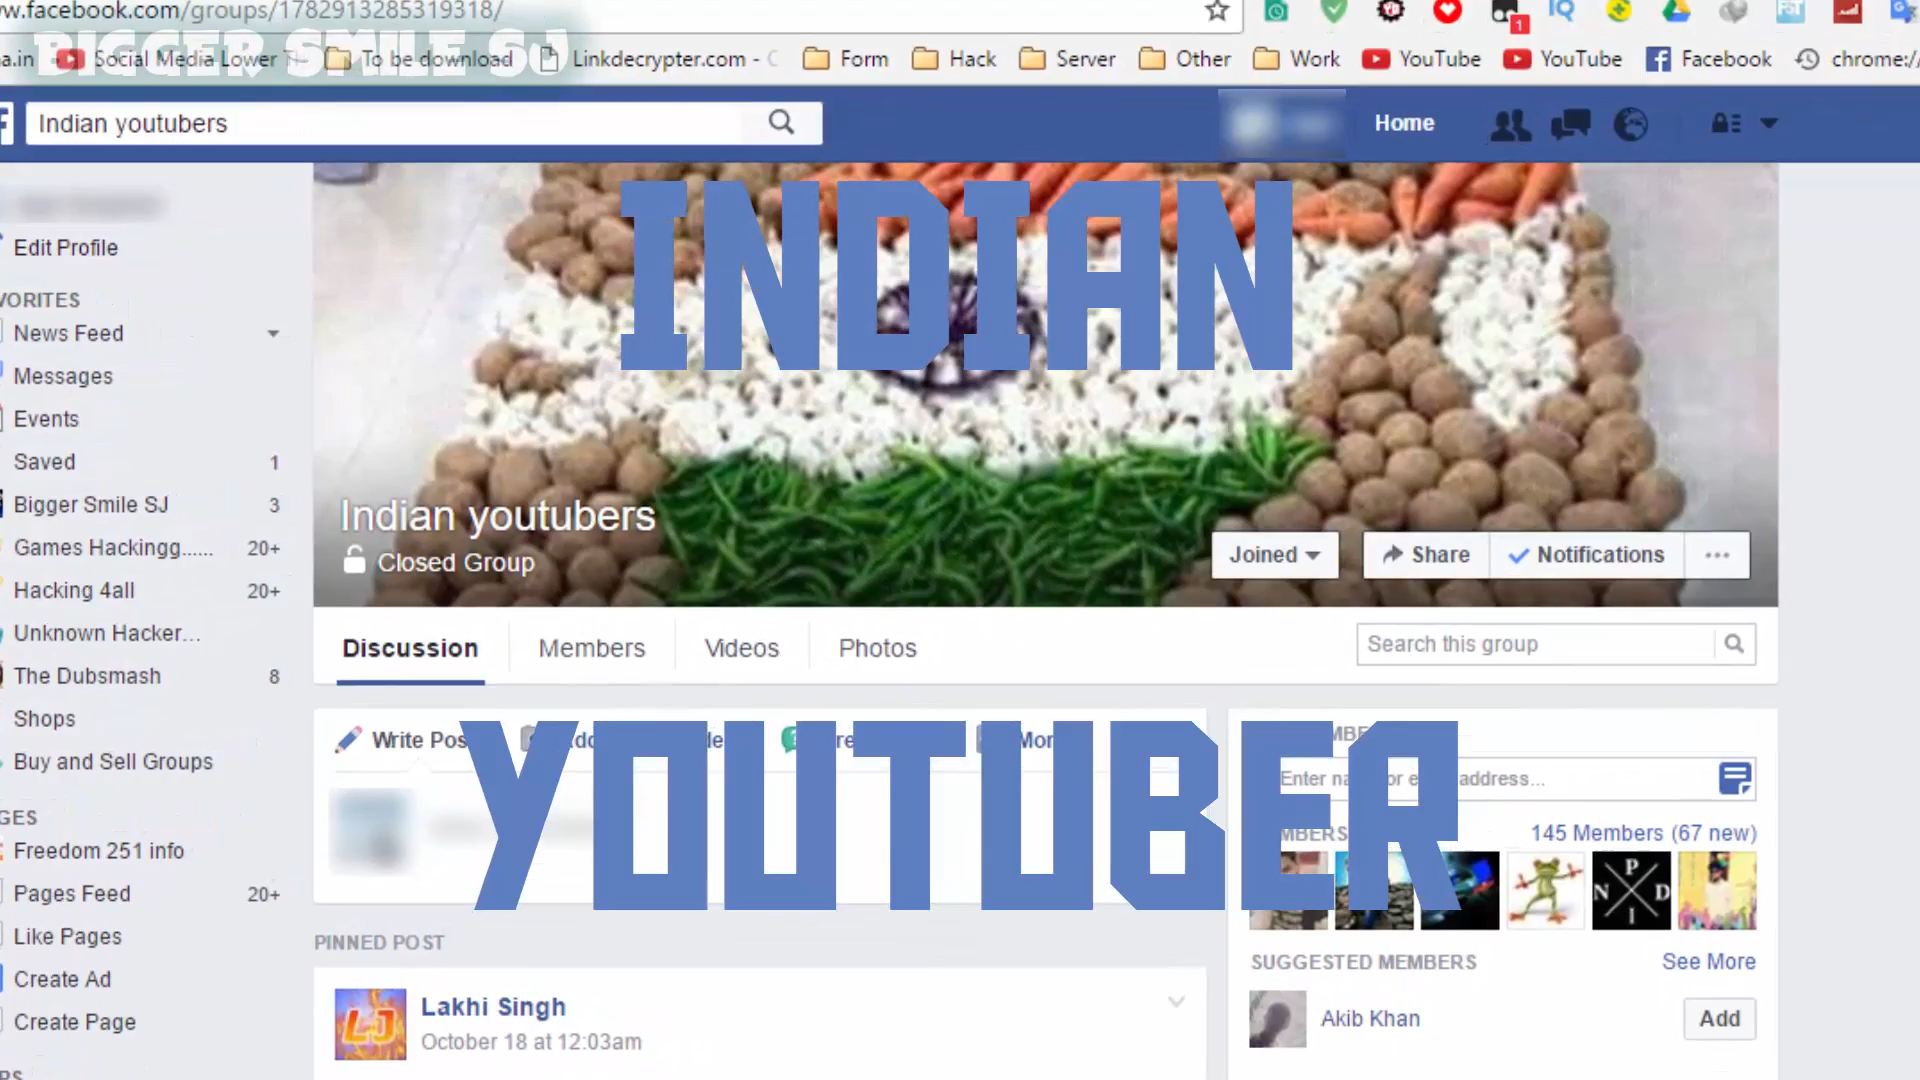 w.facebook.com/groups/1782913285319318/
BIGGER SMILE SJ
a.in
Social Media Lower
To be download
Linkdecrypter.com -
Form
Hack
Server
Other
Work
YouTube
YouTube
Facebook
chrome://
Indian youtubers
Home
Edit Profile
VORITES
News Feed
Messages
Events
Saved 1
Bigger Smile SJ 3
Games Hackingg...... 20+
Hacking 4all 20+
Unknown Hacker...
The Dubsmash 8
Shops
Buy and Sell Groups
GES
Freedom 251 info
Pages Feed 20+
Like Pages
Create Ad
Create Page
INDIAN
Indian youtubers
Closed Group
Joined
Share
Notifications
Discussion
Members
Videos
Photos
Search this group
Write Pos
YOUTUBER
address...
MBERS
145 Members (67 new)
P
N D
I
PINNED POST
Lakhi Singh
October 18 at 12:03am
SUGGESTED MEMBERS
See More
Akib Khan
Add